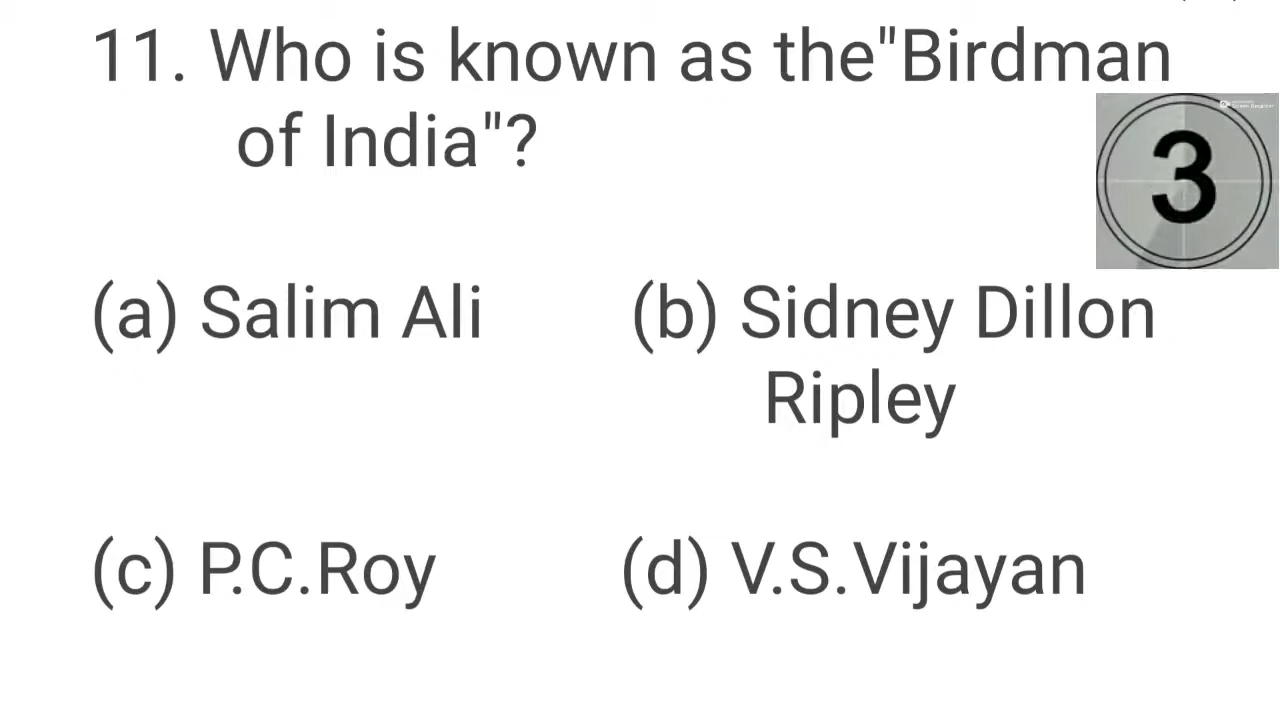 11. Who is known as the"Birdman
of India"?
3
(a) Salim Ali (b) Sidney Dillon
Ripley
(c) P.C.Roy (d) V.S.Vijayan